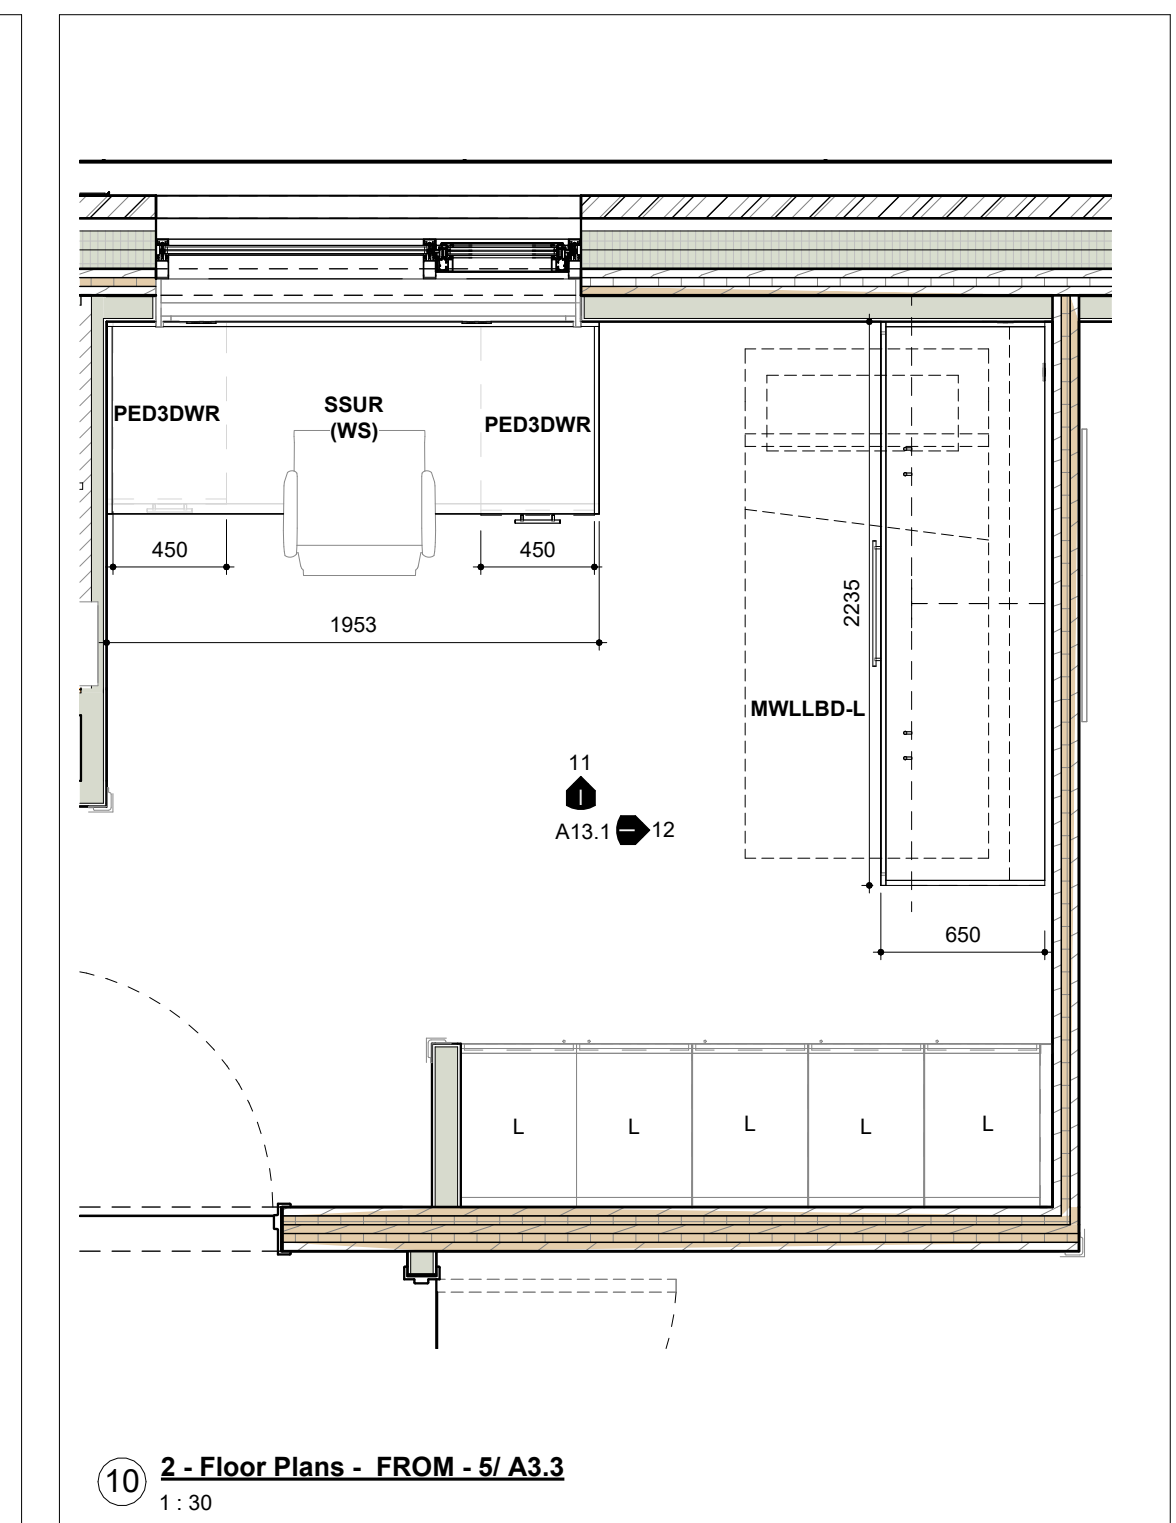 PED3DWR
SSUR
(WS)
PED3DWR
450
450
1953
2235
MWLLBD-L
11
A13.1
12
650
L
L
L
L
L
10
2 - Floor Plans - FROM - 5/ A3.3
1 : 30